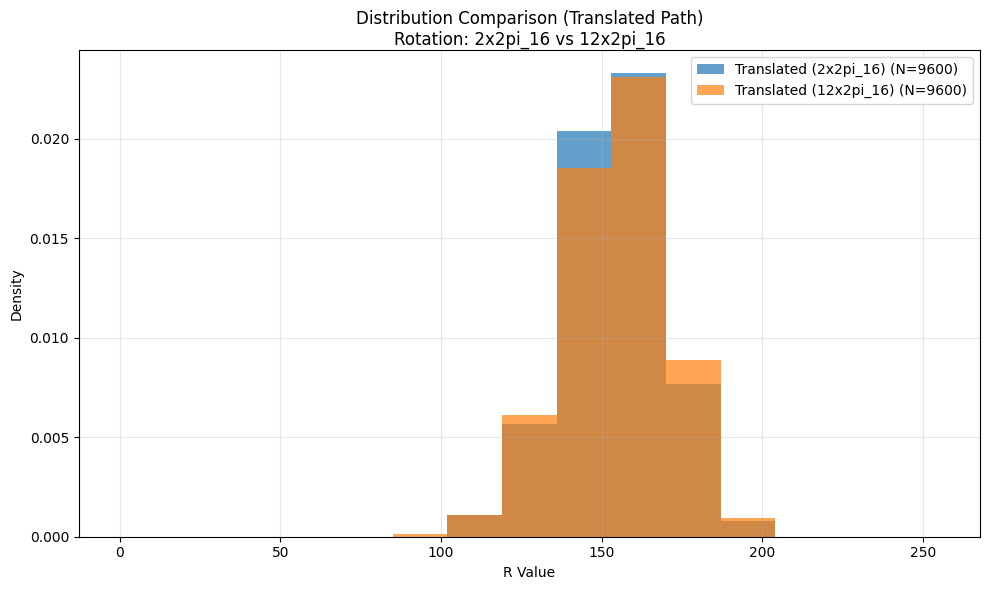 Distribution Comparison (Translated Path)
Rotation: 2x2pi_16 vs 12x2pi_16
Translated (2x2pi_16) (N=9600)
Translated (12x2pi_16) (N=9600)
0.020
0.015
0.010
0.005
0.000
Density
0 50 100 150 200 250
R Value